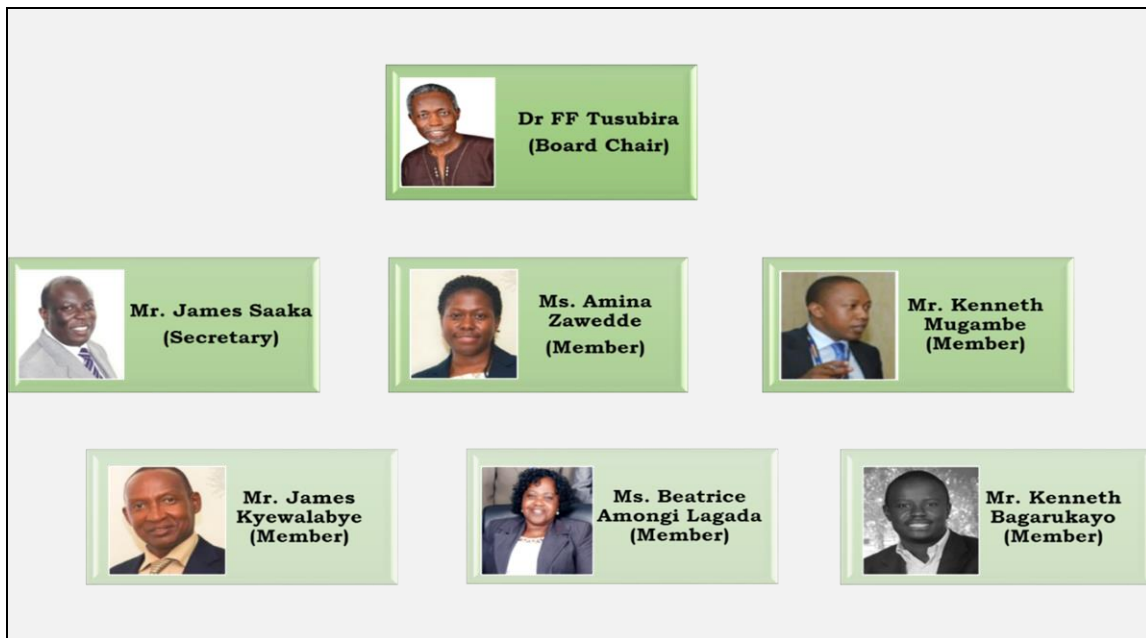 Dr FF Tusubira
(Board Chair)
Mr. James Saaka
(Secretary)
Ms. Amina
Zawedde
(Member)
Mr. Kenneth
Mugambe
(Member)
Mr. James
Kyewalabye
(Member)
Ms. Beatrice
Amongi Lagada
(Member)
Mr. Kenneth
Bagarukayo
(Member)